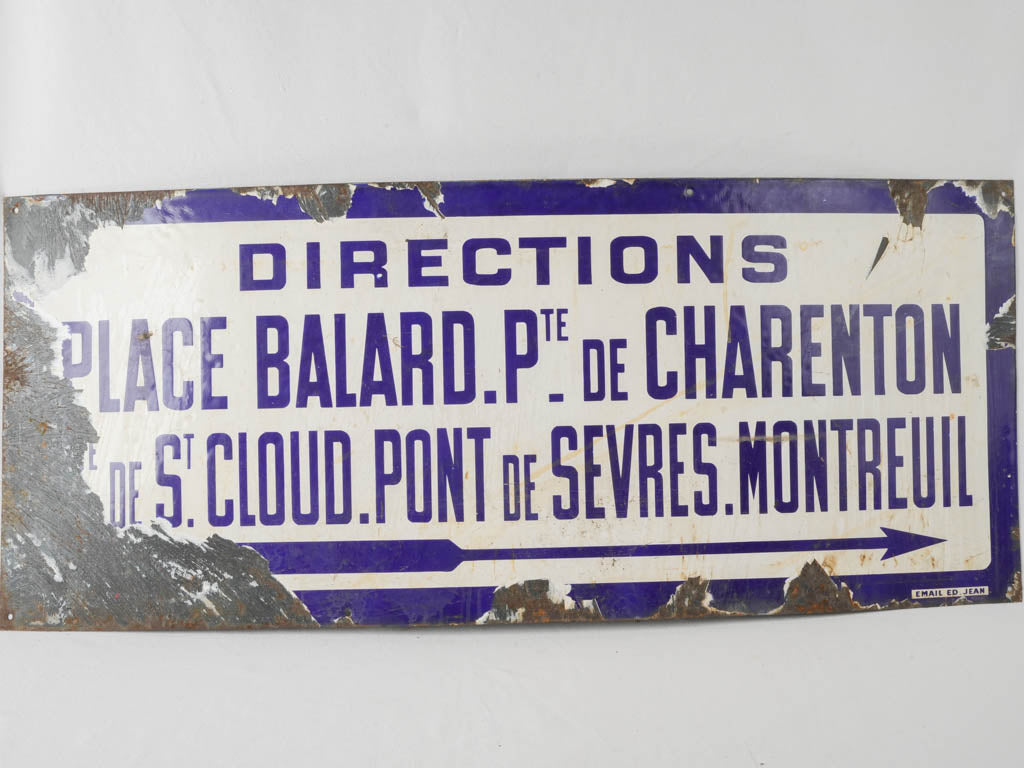 DIRECTIONS
PLACE BALARD. Pᵀᴱ DE CHARENTON
DE Sᵀ. CLOUD. PONT DE SEVRES. MONTREUIL
EMAIL ED. JEAN